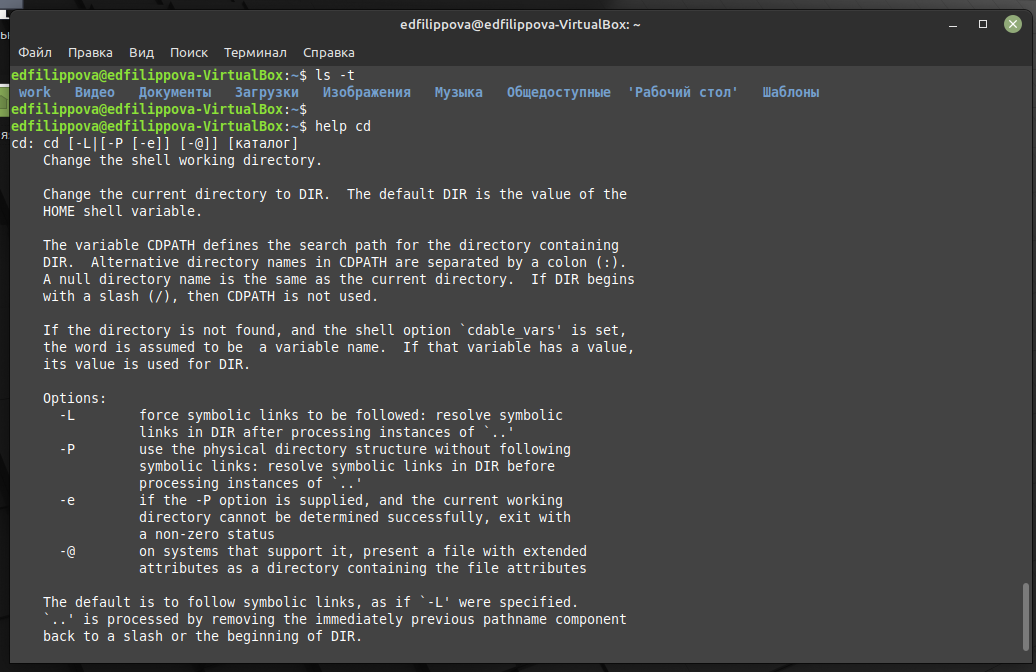 edfilippova@edfilippova-VirtualBox: ~
Файл Правка Вид Поиск Терминал Справка
edfilippova@edfilippova-VirtualBox:~$ ls -t
work Видео Документы Загрузки Изображения Музыка Общедоступные 'Рабочий стол' Шаблоны
edfilippova@edfilippova-VirtualBox:~$
edfilippova@edfilippova-VirtualBox:~$ help cd
cd: cd [-L|[-P [-e]] [-@]] [каталог]
Change the shell working directory.
Change the current directory to DIR.  The default DIR is the value of the
HOME shell variable.
The variable CDPATH defines the search path for the directory containing
DIR.  Alternative directory names in CDPATH are separated by a colon (:).
A null directory name is the same as the current directory.  If DIR begins
with a slash (/), then CDPATH is not used.
If the directory is not found, and the shell option `cdable_vars' is set,
the word is assumed to be  a variable name.  If that variable has a value,
its value is used for DIR.
Options:
-L force symbolic links to be followed: resolve symbolic
links in DIR after processing instances of `..'
-P use the physical directory structure without following
symbolic links: resolve symbolic links in DIR before
processing instances of `..'
-e if the -P option is supplied, and the current working
directory cannot be determined successfully, exit with
a non-zero status
-@ on systems that support it, present a file with extended
attributes as a directory containing the file attributes
The default is to follow symbolic links, as if `-L' were specified.
`..' is processed by removing the immediately previous pathname component
back to a slash or the beginning of DIR.